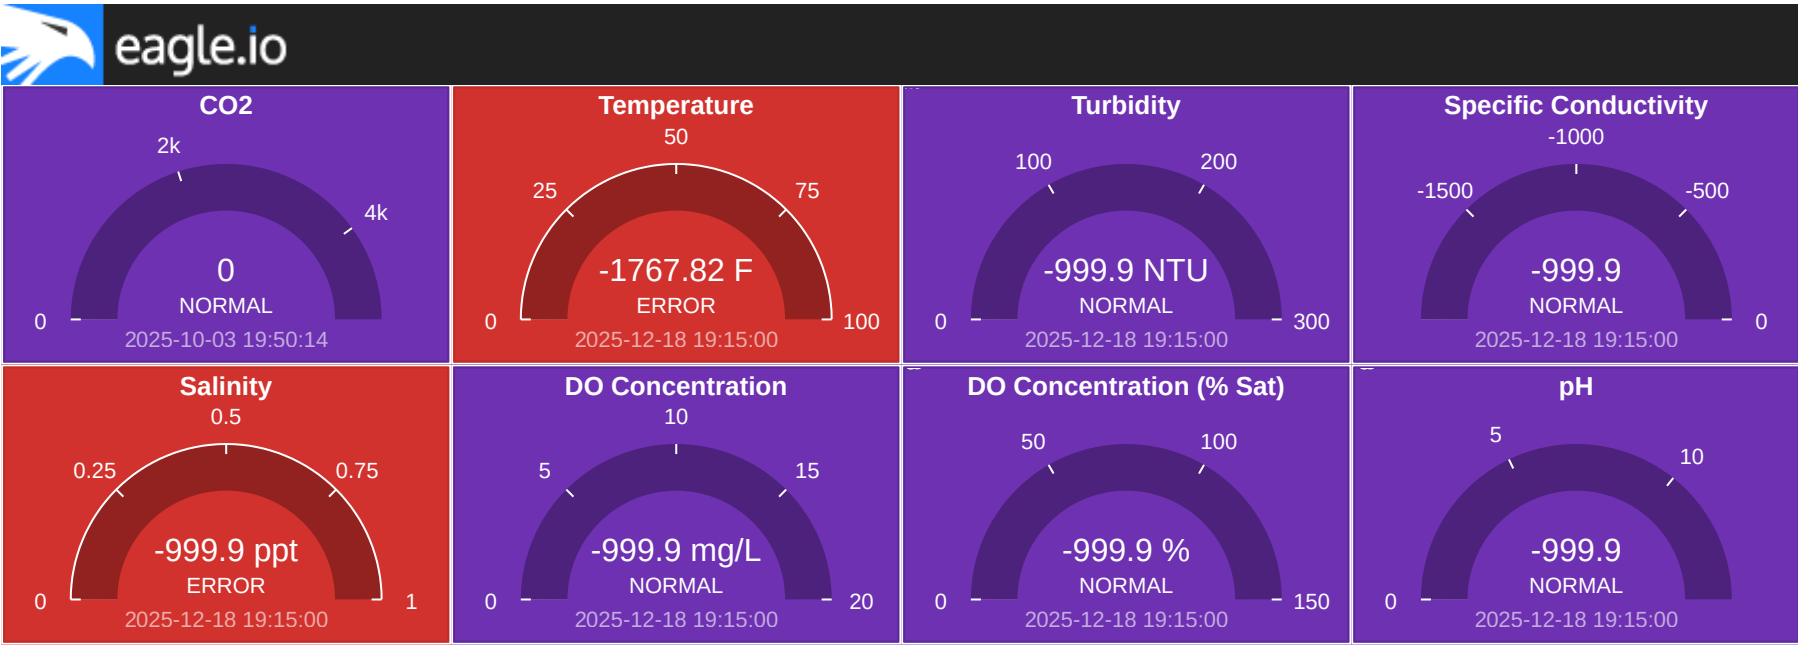 eagle.io
CO2
2k
4k
0
NORMAL
0
2025-10-03 19:50:14
Temperature
50
25
75
-1767.82 F
ERROR
0
100
2025-12-18 19:15:00
Turbidity
100
200
-999.9 NTU
NORMAL
0
300
2025-12-18 19:15:00
Specific Conductivity
-1000
-1500
-500
-999.9
NORMAL
0
2025-12-18 19:15:00
Salinity
0.5
0.25
0.75
-999.9 ppt
ERROR
0
1
2025-12-18 19:15:00
DO Concentration
10
5
15
-999.9 mg/L
NORMAL
0
20
2025-12-18 19:15:00
DO Concentration (% Sat)
50
100
-999.9 %
NORMAL
0
150
2025-12-18 19:15:00
pH
5
10
-999.9
NORMAL
0
2025-12-18 19:15:00